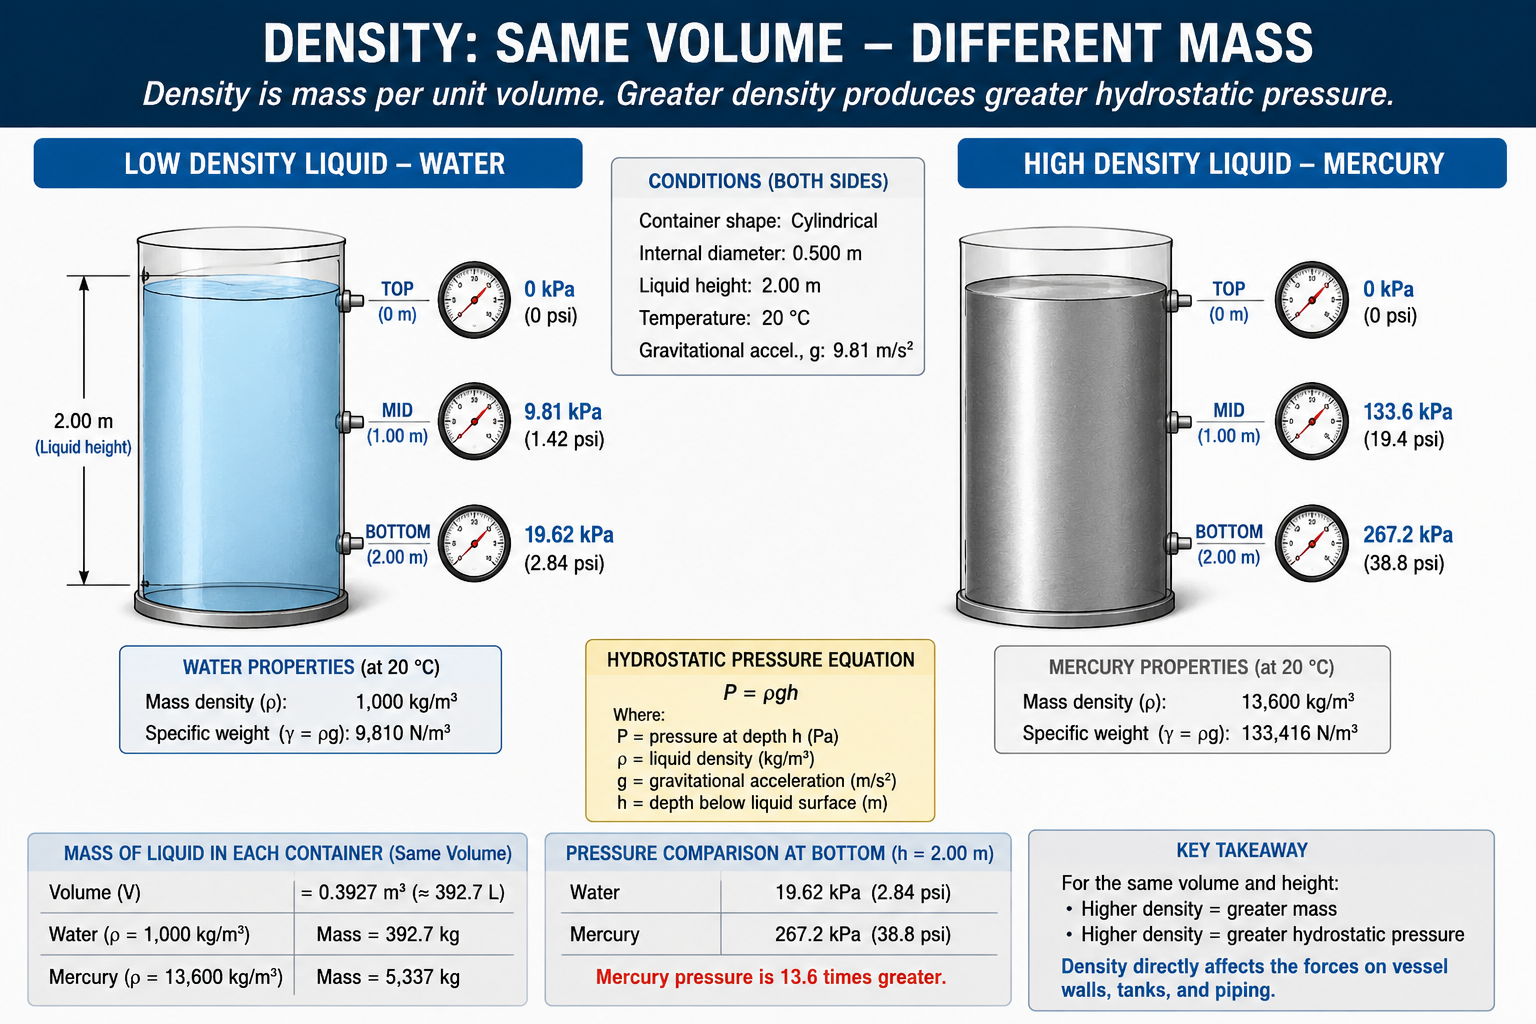 DENSITY: SAME VOLUME – DIFFERENT MASS
Density is mass per unit volume. Greater density produces greater hydrostatic pressure.
LOW DENSITY LIQUID – WATER
2.00 m
(Liquid height)
TOP
(0 m)
0 kPa
(0 psi)
MID
(1.00 m)
9.81 kPa
(1.42 psi)
BOTTOM
(2.00 m)
19.62 kPa
(2.84 psi)
CONDITIONS (BOTH SIDES)
Container shape: Cylindrical
Internal diameter: 0.500 m
Liquid height: 2.00 m
Temperature: 20 °C
Gravitational accel., g: 9.81 m/s²
HIGH DENSITY LIQUID – MERCURY
TOP
(0 m)
0 kPa
(0 psi)
MID
(1.00 m)
133.6 kPa
(19.4 psi)
BOTTOM
(2.00 m)
267.2 kPa
(38.8 psi)
WATER PROPERTIES (at 20 °C)
Mass density (ρ): 1,000 kg/m³
Specific weight (γ = ρg): 9,810 N/m³
HYDROSTATIC PRESSURE EQUATION
P = ρgh
Where:
P = pressure at depth h (Pa)
ρ = liquid density (kg/m³)
g = gravitational acceleration (m/s²)
h = depth below liquid surface (m)
MERCURY PROPERTIES (at 20 °C)
Mass density (ρ): 13,600 kg/m³
Specific weight (γ = ρg): 133,416 N/m³
MASS OF LIQUID IN EACH CONTAINER (Same Volume)
Volume (V) = 0.3927 m³ (≈ 392.7 L)
Water (ρ = 1,000 kg/m³) Mass = 392.7 kg
Mercury (ρ = 13,600 kg/m³) Mass = 5,337 kg
PRESSURE COMPARISON AT BOTTOM (h = 2.00 m)
Water 19.62 kPa (2.84 psi)
Mercury 267.2 kPa (38.8 psi)
Mercury pressure is 13.6 times greater.
KEY TAKEAWAY
For the same volume and height:
• Higher density = greater mass
• Higher density = greater hydrostatic pressure
Density directly affects the forces on vessel
walls, tanks, and piping.